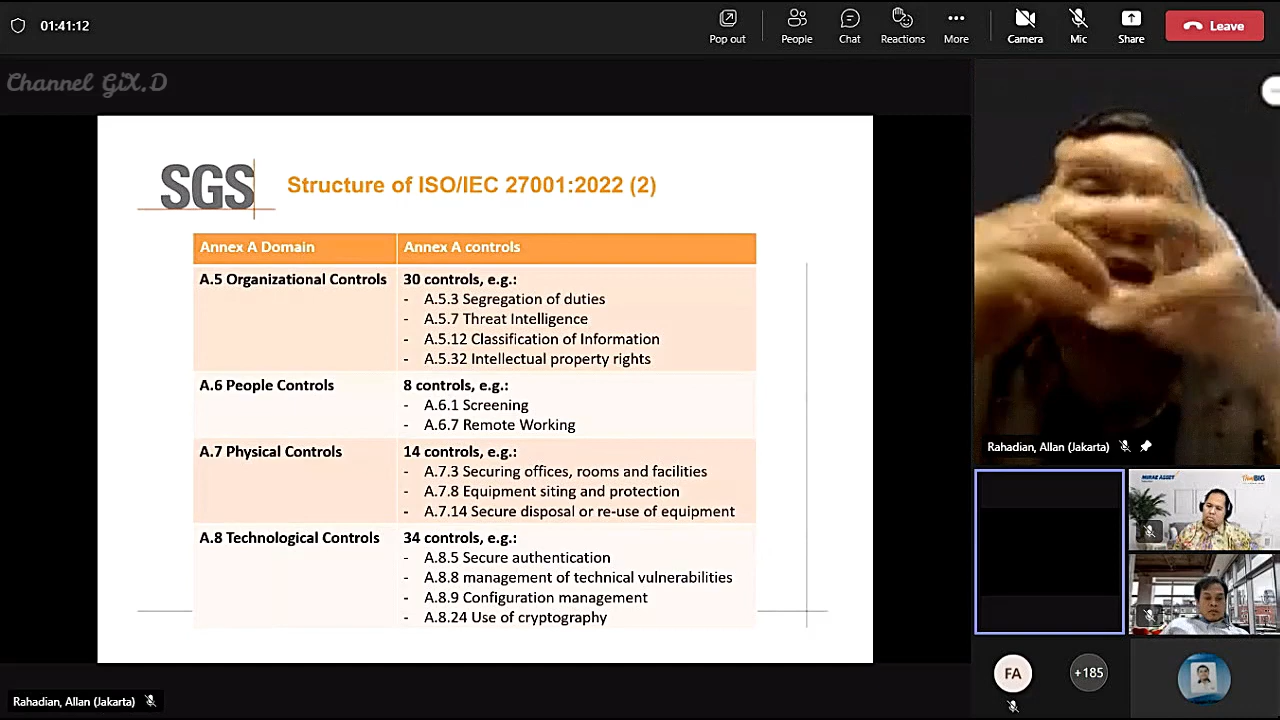 01:41:12
Pop out
People
Chat
Reactions
More
Camera
Mic
Share
Leave
Channel GiX.D
SGS
Structure of ISO/IEC 27001:2022 (2)
Annex A Domain
Annex A controls
A.5 Organizational Controls
30 controls, e.g.:
- A.5.3 Segregation of duties
- A.5.7 Threat Intelligence
- A.5.12 Classification of Information
- A.5.32 Intellectual property rights
A.6 People Controls
8 controls, e.g.:
- A.6.1 Screening
- A.6.7 Remote Working
A.7 Physical Controls
14 controls, e.g.:
- A.7.3 Securing offices, rooms and facilities
- A.7.8 Equipment siting and protection
- A.7.14 Secure disposal or re-use of equipment
A.8 Technological Controls
34 controls, e.g.:
- A.8.5 Secure authentication
- A.8.8 management of technical vulnerabilities
- A.8.9 Configuration management
- A.8.24 Use of cryptography
Rahadian, Allan (Jakarta)
MIRAE ASSET
FA
+185
Rahadian, Allan (Jakarta)